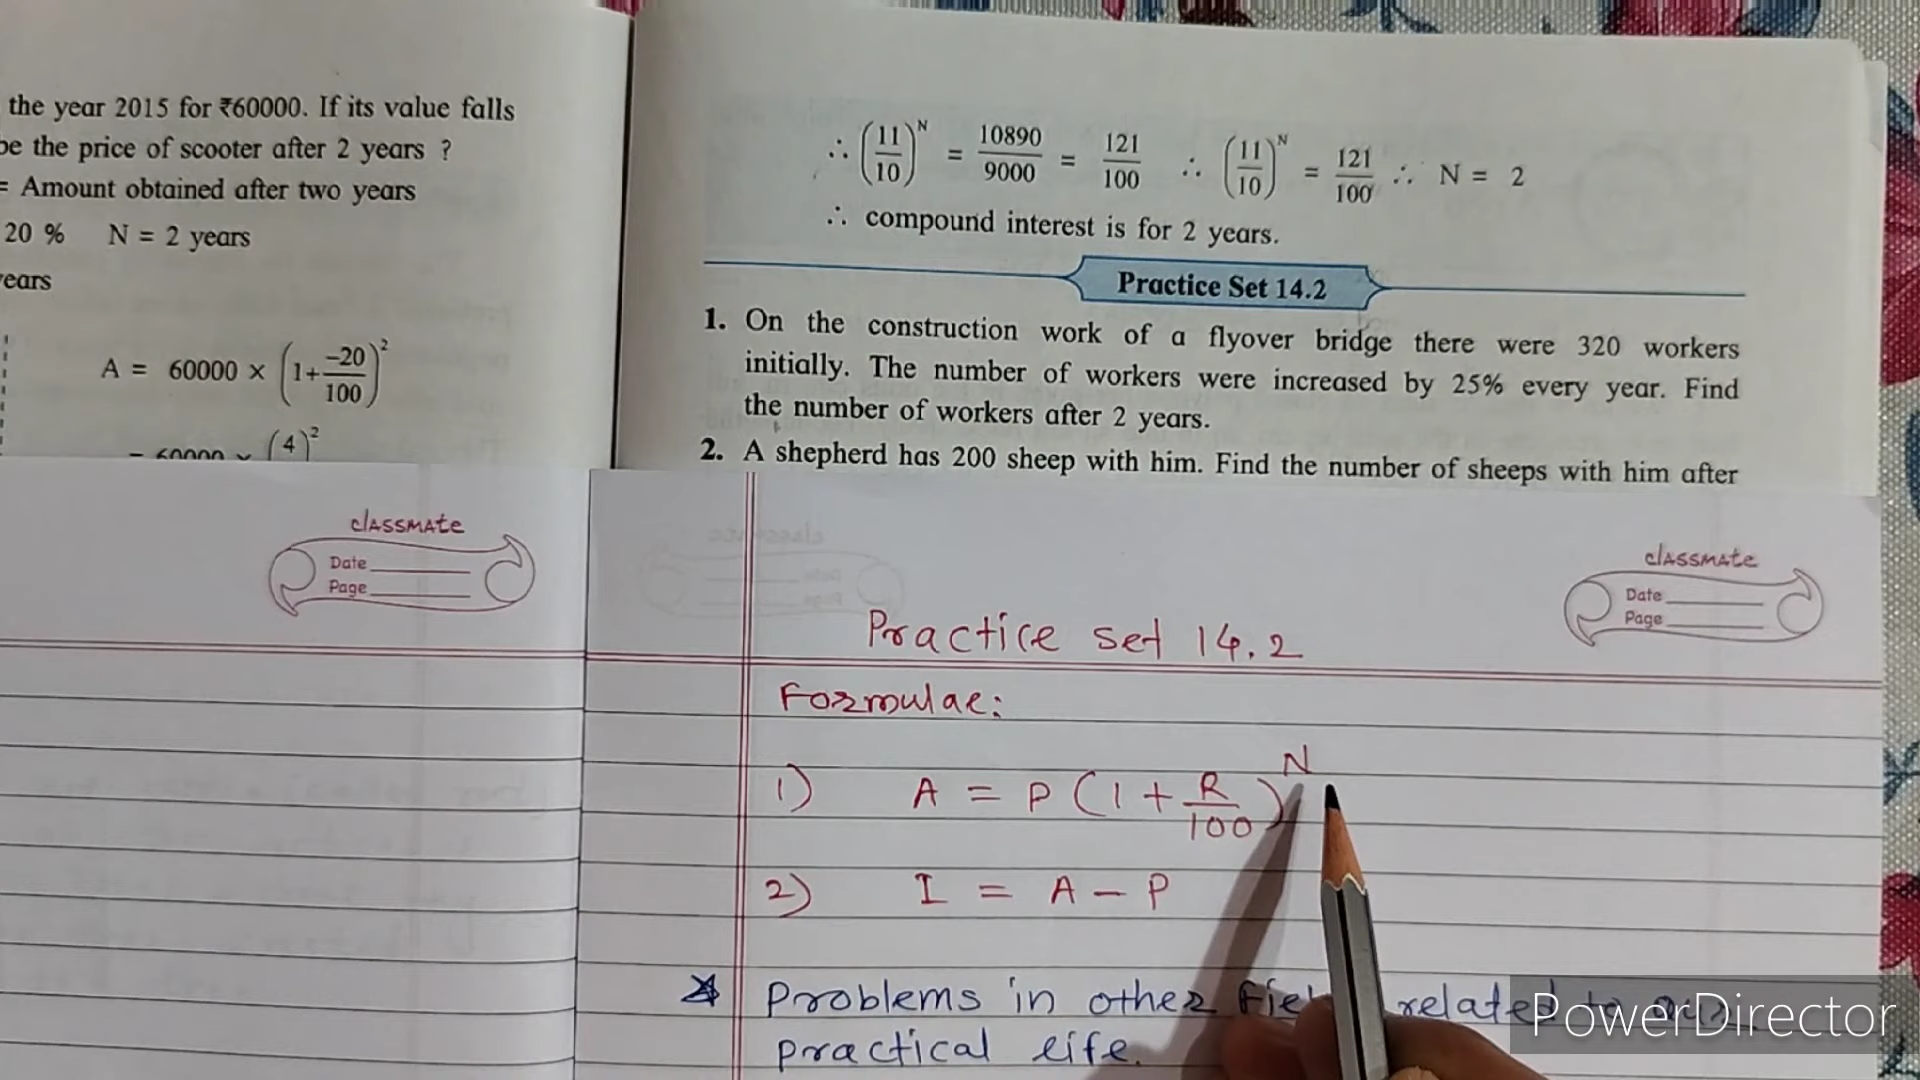 the year 2015 for ₹60000. If its value falls
be the price of scooter after 2 years ?
= Amount obtained after two years
20 % N = 2 years
years
A = 60000 × (1+ -20/100)²
= 60000 × (4)²
∴ (11/10)^N = 10890/9000 = 121/100 ∴ (11/10)^N = 121/100 ∴ N = 2
∴ compound interest is for 2 years.
Practice Set 14.2
1. On the construction work of a flyover bridge there were 320 workers
initially. The number of workers were increased by 25% every year. Find
the number of workers after 2 years.
2. A shepherd has 200 sheep with him. Find the number of sheeps with him after
classmate
Date
Page
classmate
Date
Page
Practice set 14.2
Formulae:
1) A = P (1 + R/100)^N
2) I = A - P
Problems in other related to
practical life.
PowerDirector